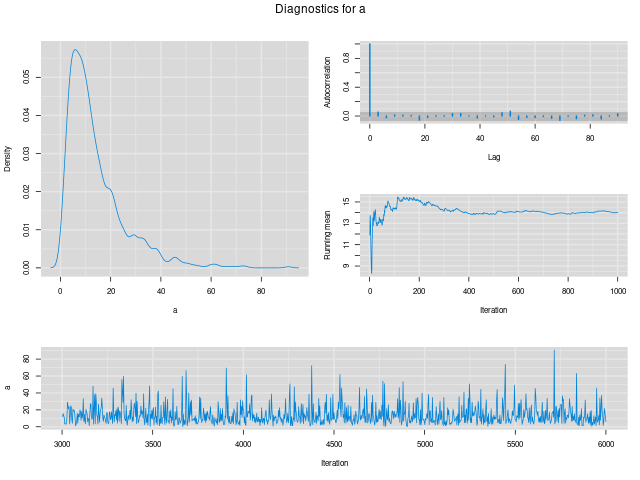 Diagnostics for a
Density
0.00 0.01 0.02 0.03 0.04 0.05
0 20 40 60 80
a
Autocorrelation
0.0 0.4 0.8
0 20 40 60 80
Lag
Running mean
9 11 13 15
0 200 400 600 800 1000
Iteration
a
0 20 40 60 80
3000 3500 4000 4500 5000 5500 6000
Iteration